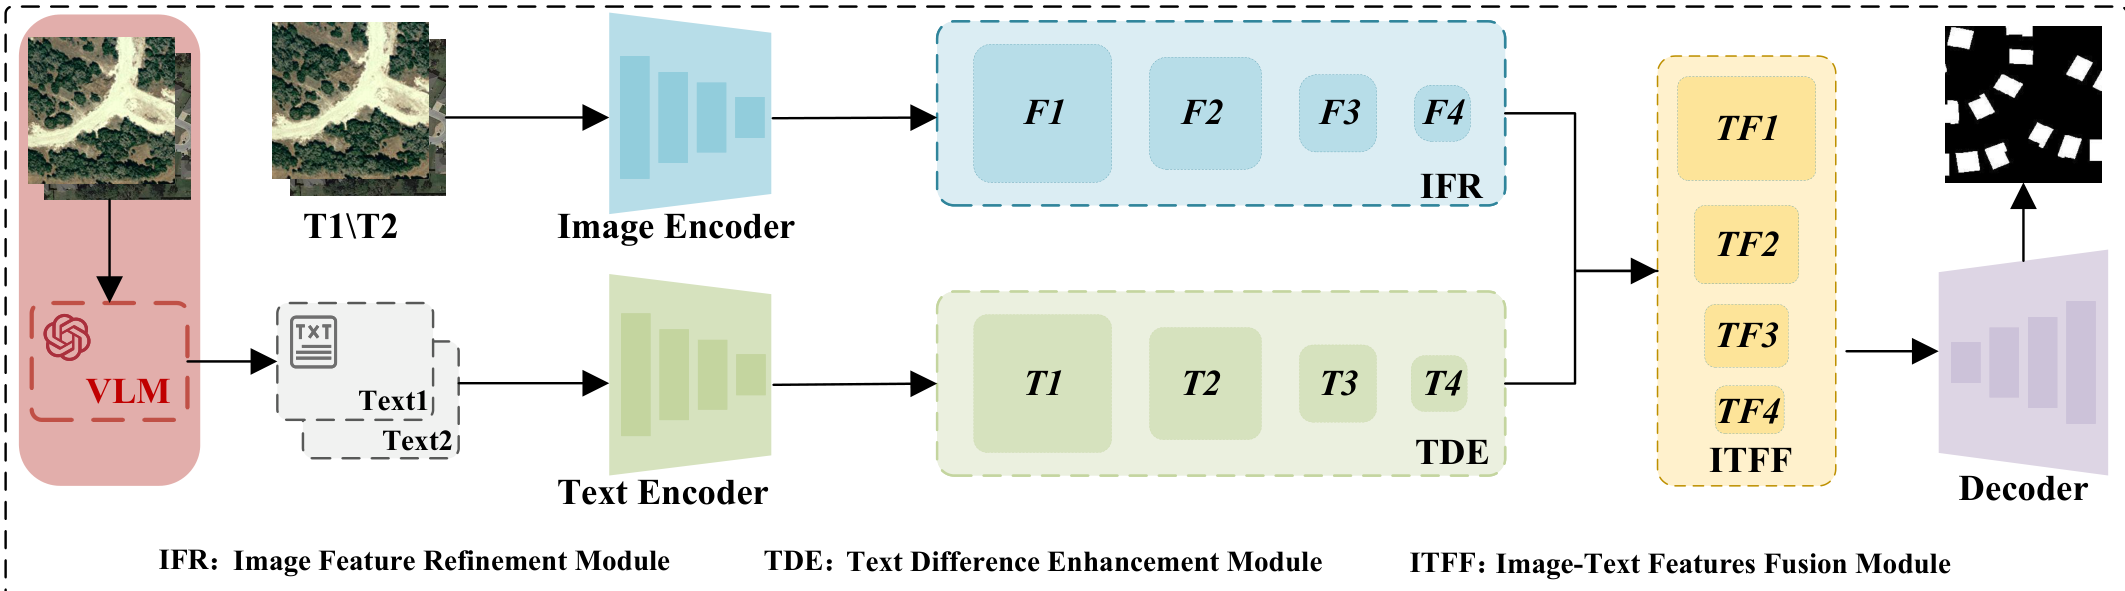 T1\T2
Image Encoder
F1 F2 F3 F4
IFR
TXT
VLM
Text1
Text2
Text Encoder
T1 T2 T3 T4
TDE
TF1
TF2
TF3
TF4
ITFF
Decoder
IFR: Image Feature Refinement Module TDE: Text Difference Enhancement Module ITFF: Image-Text Features Fusion Module